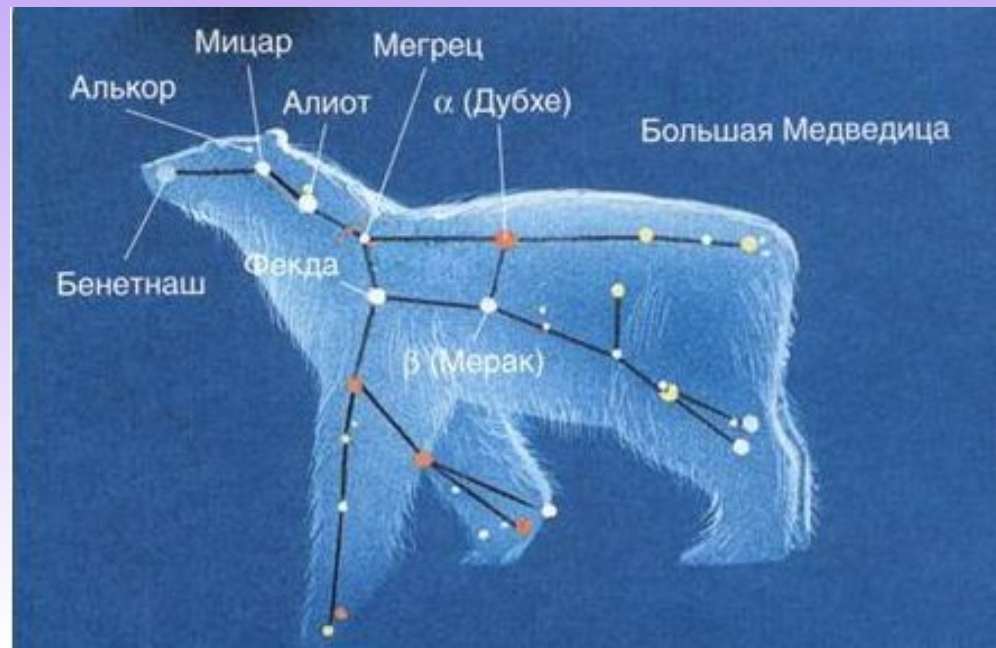 Мицар
Мегрец
Алькор
Алиот
α (Дубхе)
Большая Медведица
Фекда
Бенетнаш
β (Мерак)